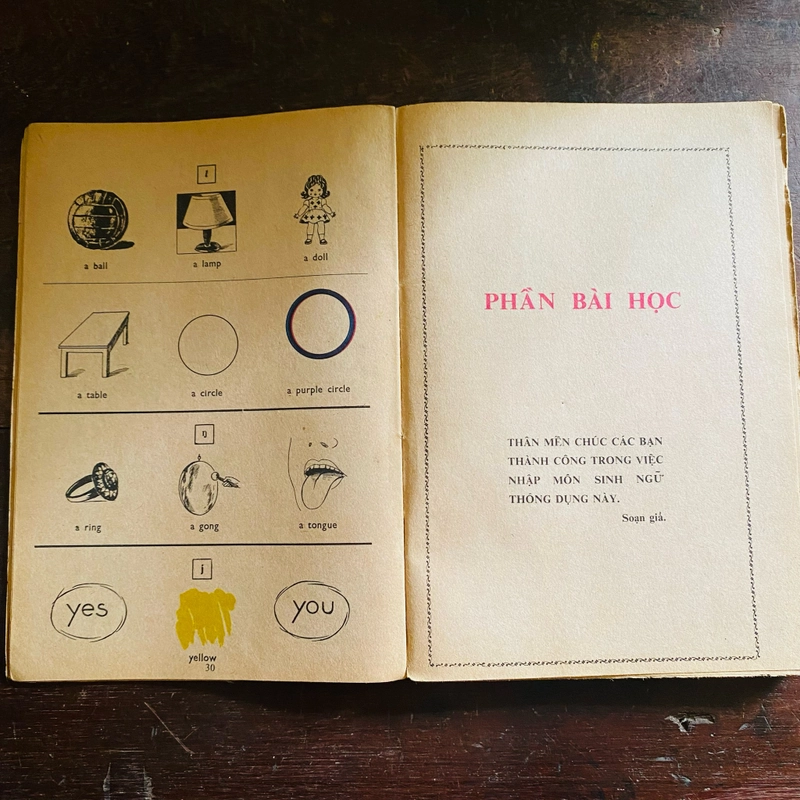 l
a ball a lamp a doll
a table a circle a purple circle
ŋ
a ring a gong a tongue
j
yes you
yellow
30
PHẦN BÀI HỌC
THÂN MỀN CHÚC CÁC BẠN
THÀNH CÔNG TRONG VIỆC
NHẬP MÔN SINH NGỮ
THÔNG DỤNG NÀY.
Soạn giả.